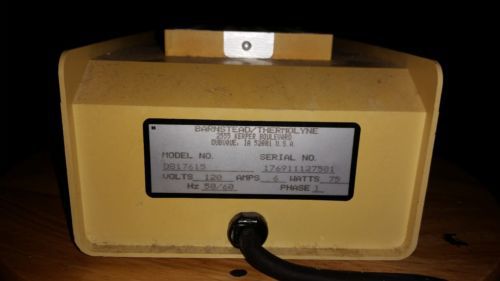 BARNSTEAD/THERMOLYNE
2555 KERPER BOULEVARD
DUBUQUE, IA 52001 U.S.A.
MODEL NO. SERIAL NO.
DB17615 176911127501
VOLTS 120 AMPS 6 WATTS 75
Hz 50/60 PHASE 1